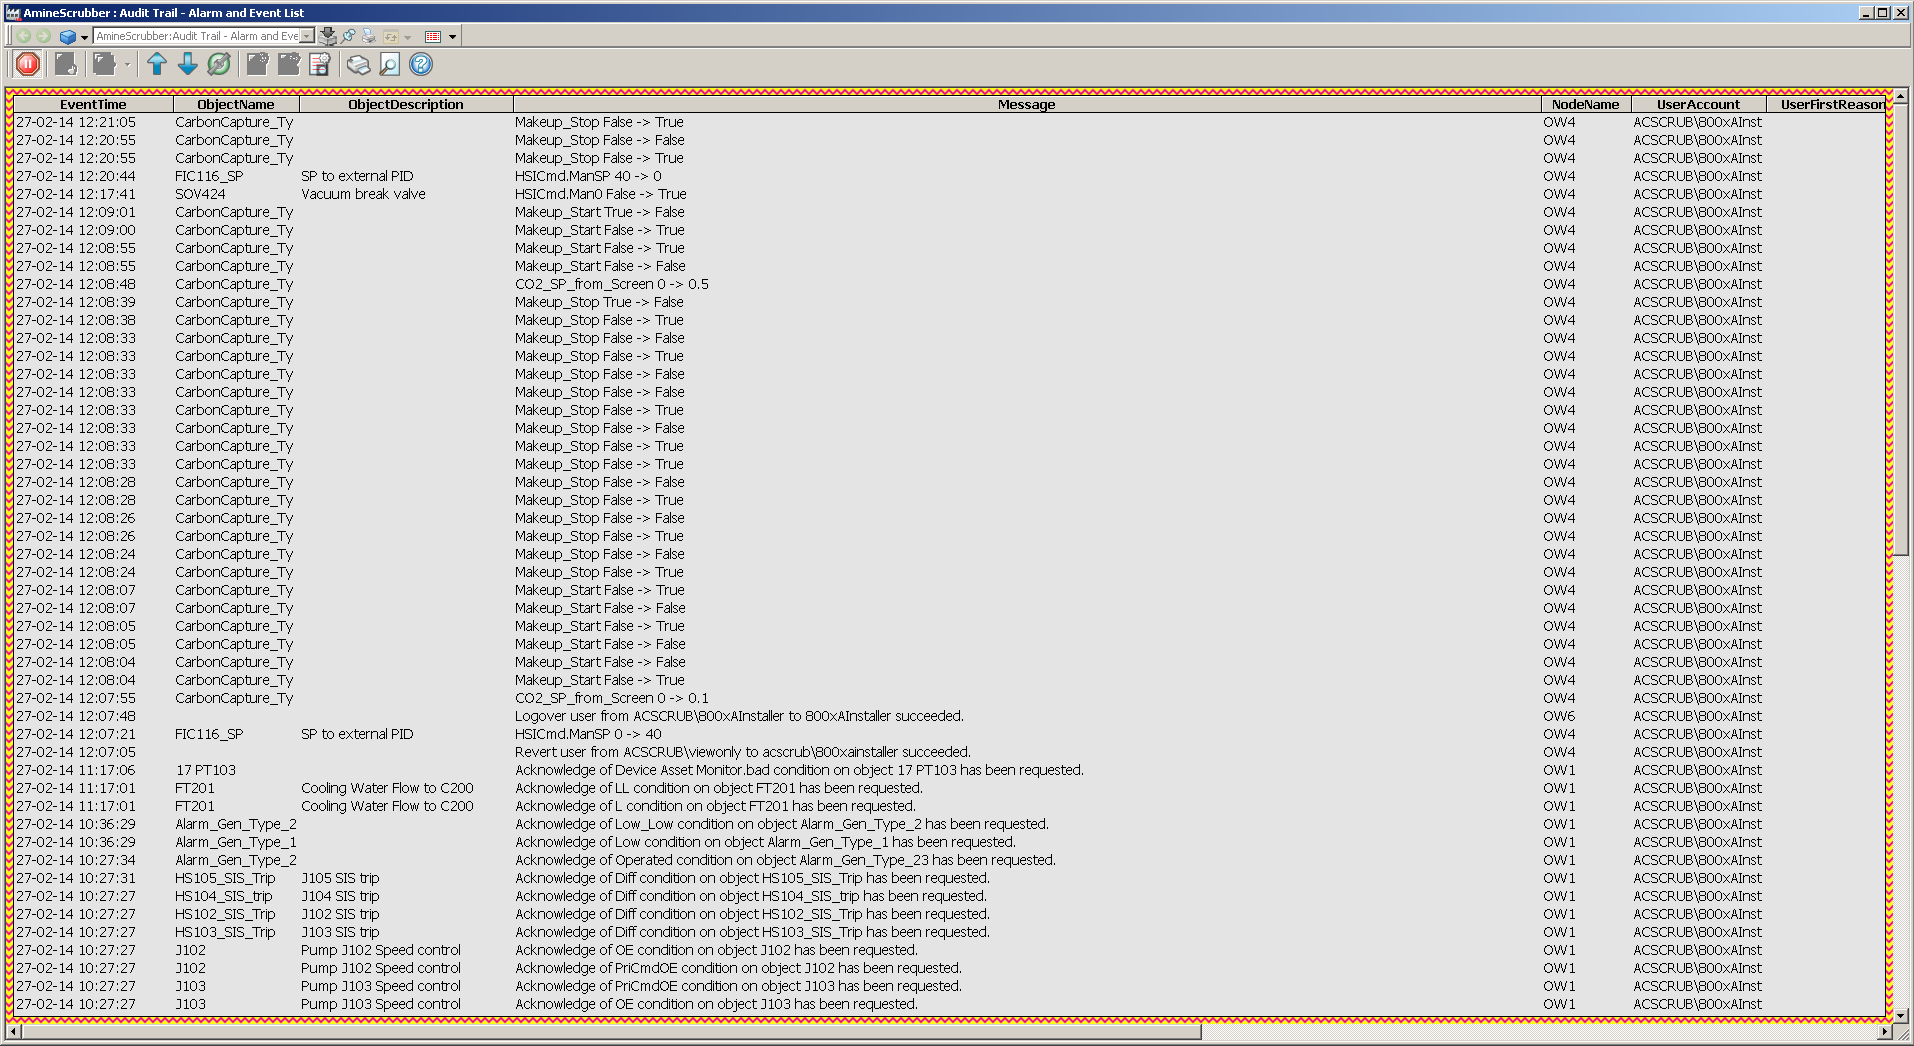 AmineScrubber : Audit Trail - Alarm and Event List
AmineScrubber:Audit Trail - Alarm and Eve
EventTime ObjectName ObjectDescription Message NodeName UserAccount UserFirstReason
27-02-14 12:21:05 CarbonCapture_Ty Makeup_Stop False -> True OW4 ACSCRUB\800xAInst
27-02-14 12:20:55 CarbonCapture_Ty Makeup_Stop False -> False OW4 ACSCRUB\800xAInst
27-02-14 12:20:55 CarbonCapture_Ty Makeup_Stop False -> True OW4 ACSCRUB\800xAInst
27-02-14 12:20:44 FIC116_SP SP to external PID HSICmd.ManSP 40 -> 0 OW4 ACSCRUB\800xAInst
27-02-14 12:17:41 SOV424 Vacuum break valve HSICmd.Man0 False -> True OW4 ACSCRUB\800xAInst
27-02-14 12:09:01 CarbonCapture_Ty Makeup_Start True -> False OW4 ACSCRUB\800xAInst
27-02-14 12:09:00 CarbonCapture_Ty Makeup_Start False -> True OW4 ACSCRUB\800xAInst
27-02-14 12:08:55 CarbonCapture_Ty Makeup_Start False -> True OW4 ACSCRUB\800xAInst
27-02-14 12:08:55 CarbonCapture_Ty Makeup_Start False -> False OW4 ACSCRUB\800xAInst
27-02-14 12:08:48 CarbonCapture_Ty CO2_SP_from_Screen 0 -> 0.5 OW4 ACSCRUB\800xAInst
27-02-14 12:08:39 CarbonCapture_Ty Makeup_Stop True -> False OW4 ACSCRUB\800xAInst
27-02-14 12:08:38 CarbonCapture_Ty Makeup_Stop False -> True OW4 ACSCRUB\800xAInst
27-02-14 12:08:33 CarbonCapture_Ty Makeup_Stop False -> False OW4 ACSCRUB\800xAInst
27-02-14 12:08:33 CarbonCapture_Ty Makeup_Stop False -> True OW4 ACSCRUB\800xAInst
27-02-14 12:08:33 CarbonCapture_Ty Makeup_Stop False -> False OW4 ACSCRUB\800xAInst
27-02-14 12:08:33 CarbonCapture_Ty Makeup_Stop False -> False OW4 ACSCRUB\800xAInst
27-02-14 12:08:33 CarbonCapture_Ty Makeup_Stop False -> True OW4 ACSCRUB\800xAInst
27-02-14 12:08:33 CarbonCapture_Ty Makeup_Stop False -> False OW4 ACSCRUB\800xAInst
27-02-14 12:08:33 CarbonCapture_Ty Makeup_Stop False -> True OW4 ACSCRUB\800xAInst
27-02-14 12:08:33 CarbonCapture_Ty Makeup_Stop False -> True OW4 ACSCRUB\800xAInst
27-02-14 12:08:28 CarbonCapture_Ty Makeup_Stop False -> False OW4 ACSCRUB\800xAInst
27-02-14 12:08:28 CarbonCapture_Ty Makeup_Stop False -> True OW4 ACSCRUB\800xAInst
27-02-14 12:08:26 CarbonCapture_Ty Makeup_Stop False -> False OW4 ACSCRUB\800xAInst
27-02-14 12:08:26 CarbonCapture_Ty Makeup_Stop False -> True OW4 ACSCRUB\800xAInst
27-02-14 12:08:24 CarbonCapture_Ty Makeup_Stop False -> False OW4 ACSCRUB\800xAInst
27-02-14 12:08:24 CarbonCapture_Ty Makeup_Stop False -> True OW4 ACSCRUB\800xAInst
27-02-14 12:08:07 CarbonCapture_Ty Makeup_Start False -> True OW4 ACSCRUB\800xAInst
27-02-14 12:08:07 CarbonCapture_Ty Makeup_Start False -> False OW4 ACSCRUB\800xAInst
27-02-14 12:08:05 CarbonCapture_Ty Makeup_Start False -> True OW4 ACSCRUB\800xAInst
27-02-14 12:08:05 CarbonCapture_Ty Makeup_Start False -> False OW4 ACSCRUB\800xAInst
27-02-14 12:08:04 CarbonCapture_Ty Makeup_Start False -> False OW4 ACSCRUB\800xAInst
27-02-14 12:08:04 CarbonCapture_Ty Makeup_Start False -> True OW4 ACSCRUB\800xAInst
27-02-14 12:07:55 CarbonCapture_Ty CO2_SP_from_Screen 0 -> 0.1 OW4 ACSCRUB\800xAInst
27-02-14 12:07:48 Logover user from ACSCRUB\800xAInstaller to 800xAInstaller succeeded. OW6 ACSCRUB\800xAInst
27-02-14 12:07:21 FIC116_SP SP to external PID HSICmd.ManSP 0 -> 40 OW4 ACSCRUB\800xAInst
27-02-14 12:07:05 Revert user from ACSCRUB\viewonly to acscrub\800xainstaller succeeded. OW4 ACSCRUB\800xAInst
27-02-14 11:17:06 17 PT103 Acknowledge of Device Asset Monitor.bad condition on object 17 PT103 has been requested. OW1 ACSCRUB\800xAInst
27-02-14 11:17:01 FT201 Cooling Water Flow to C200 Acknowledge of LL condition on object FT201 has been requested. OW1 ACSCRUB\800xAInst
27-02-14 11:17:01 FT201 Cooling Water Flow to C200 Acknowledge of L condition on object FT201 has been requested. OW1 ACSCRUB\800xAInst
27-02-14 10:36:29 Alarm_Gen_Type_2 Acknowledge of Low_Low condition on object Alarm_Gen_Type_2 has been requested. OW1 ACSCRUB\800xAInst
27-02-14 10:36:29 Alarm_Gen_Type_1 Acknowledge of Low condition on object Alarm_Gen_Type_1 has been requested. OW1 ACSCRUB\800xAInst
27-02-14 10:27:34 Alarm_Gen_Type_2 Acknowledge of Operated condition on object Alarm_Gen_Type_23 has been requested. OW1 ACSCRUB\800xAInst
27-02-14 10:27:31 HS105_SIS_Trip J105 SIS trip Acknowledge of Diff condition on object HS105_SIS_Trip has been requested. OW1 ACSCRUB\800xAInst
27-02-14 10:27:27 HS104_SIS_trip J104 SIS trip Acknowledge of Diff condition on object HS104_SIS_trip has been requested. OW1 ACSCRUB\800xAInst
27-02-14 10:27:27 HS102_SIS_Trip J102 SIS trip Acknowledge of Diff condition on object HS102_SIS_Trip has been requested. OW1 ACSCRUB\800xAInst
27-02-14 10:27:27 HS103_SIS_Trip J103 SIS trip Acknowledge of Diff condition on object HS103_SIS_Trip has been requested. OW1 ACSCRUB\800xAInst
27-02-14 10:27:27 J102 Pump J102 Speed control Acknowledge of OE condition on object J102 has been requested. OW1 ACSCRUB\800xAInst
27-02-14 10:27:27 J102 Pump J102 Speed control Acknowledge of PriCmdOE condition on object J102 has been requested. OW1 ACSCRUB\800xAInst
27-02-14 10:27:27 J103 Pump J103 Speed control Acknowledge of PriCmdOE condition on object J103 has been requested. OW1 ACSCRUB\800xAInst
27-02-14 10:27:27 J103 Pump J103 Speed control Acknowledge of OE condition on object J103 has been requested. OW1 ACSCRUB\800xAInst